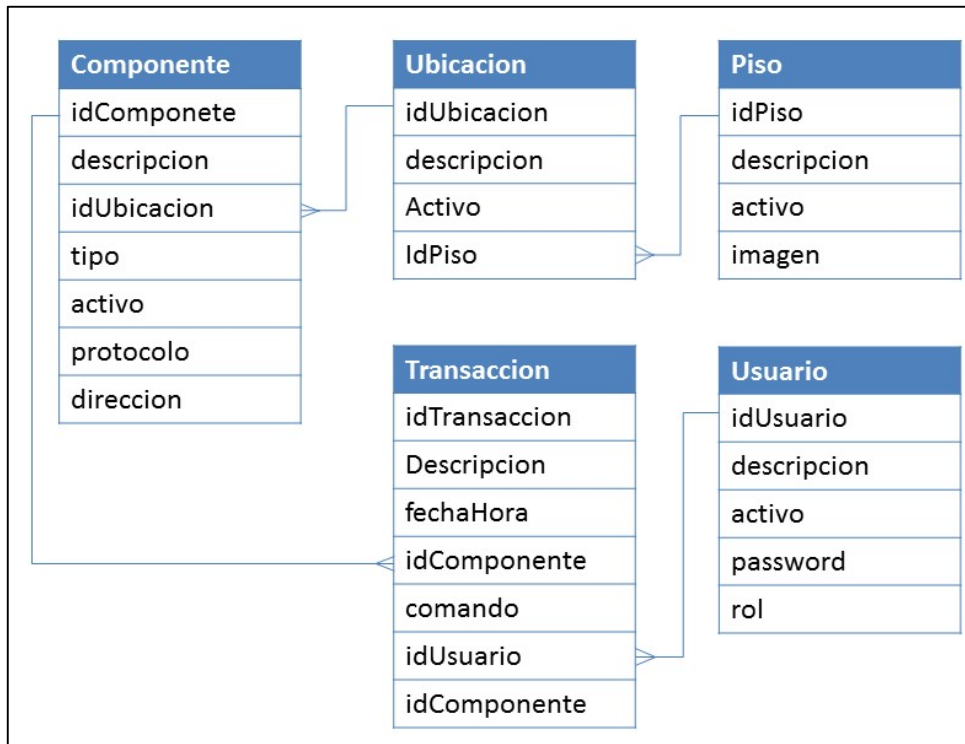 Componente
idComponete
descripcion
idUbicacion
tipo
activo
protocolo
direccion
Ubicacion
idUbicacion
descripcion
Activo
IdPiso
Piso
idPiso
descripcion
activo
imagen
Transaccion
idTransaccion
Descripcion
fechaHora
idComponente
comando
idUsuario
idComponente
Usuario
idUsuario
descripcion
activo
password
rol